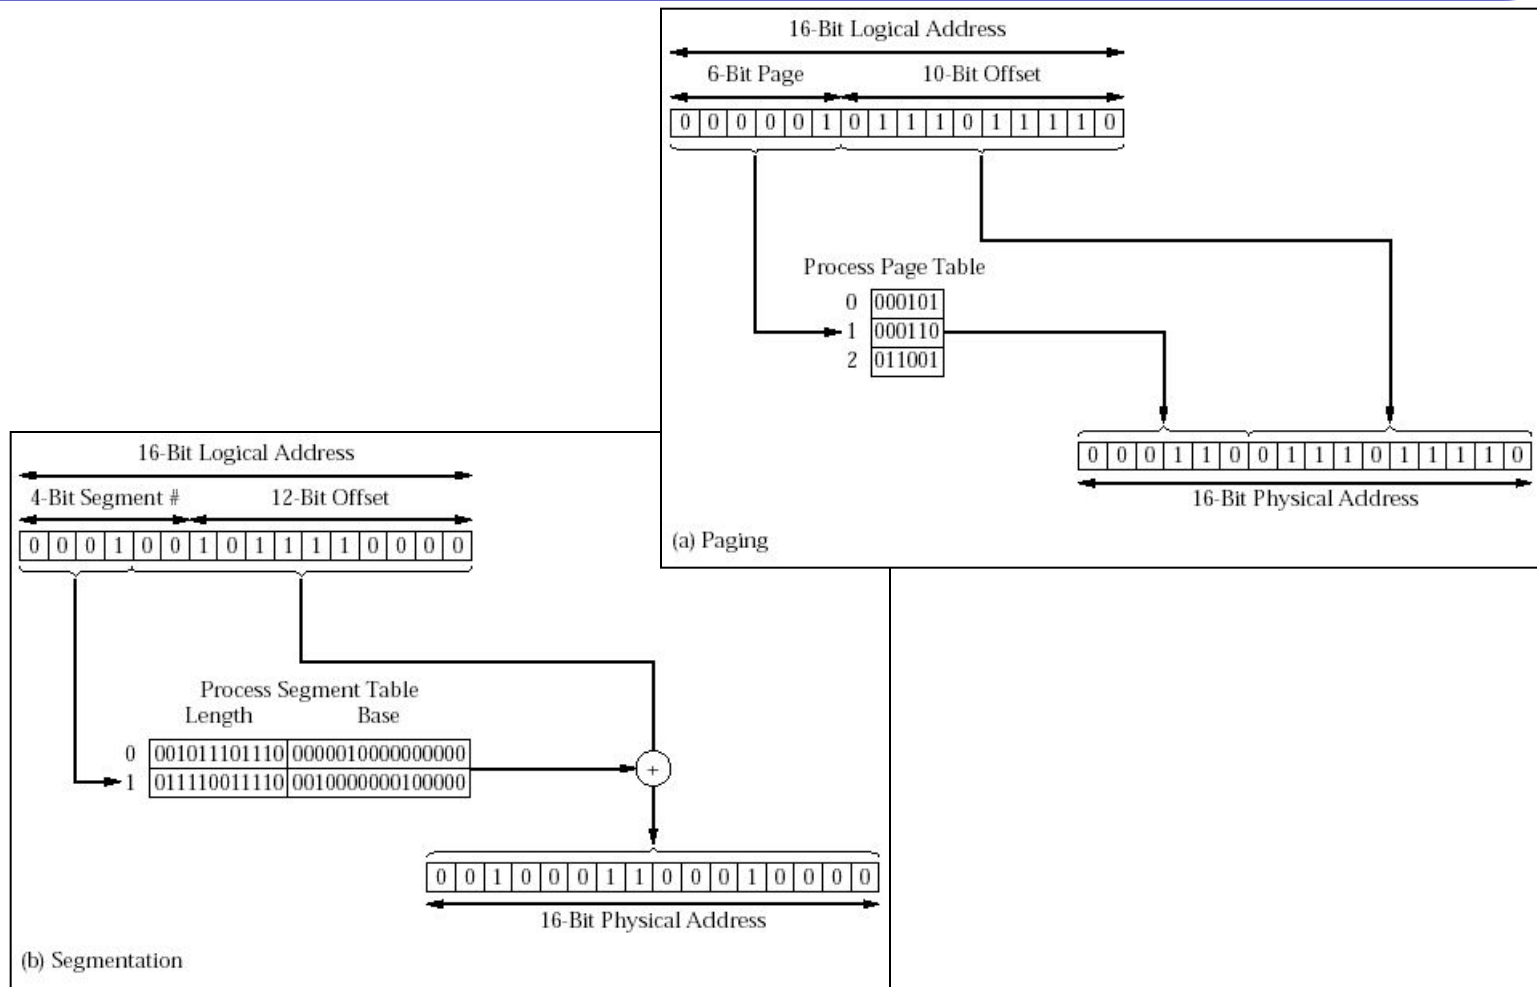 16-Bit Logical Address
6-Bit Page 10-Bit Offset
0 0 0 0 0 1 0 1 1 1 0 1 1 1 1 0
Process Page Table
0 000101
1 000110
2 011001
0 0 0 1 1 0 0 1 1 1 0 1 1 1 1 0
16-Bit Physical Address
(a) Paging
16-Bit Logical Address
4-Bit Segment # 12-Bit Offset
0 0 0 1 0 0 1 0 1 1 1 1 0 0 0 0
Process Segment Table
Length Base
0 001011101110 0000010000000000
1 011110011110 0010000000100000
+
0 0 1 0 0 0 1 1 0 0 0 1 0 0 0 0
16-Bit Physical Address
(b) Segmentation